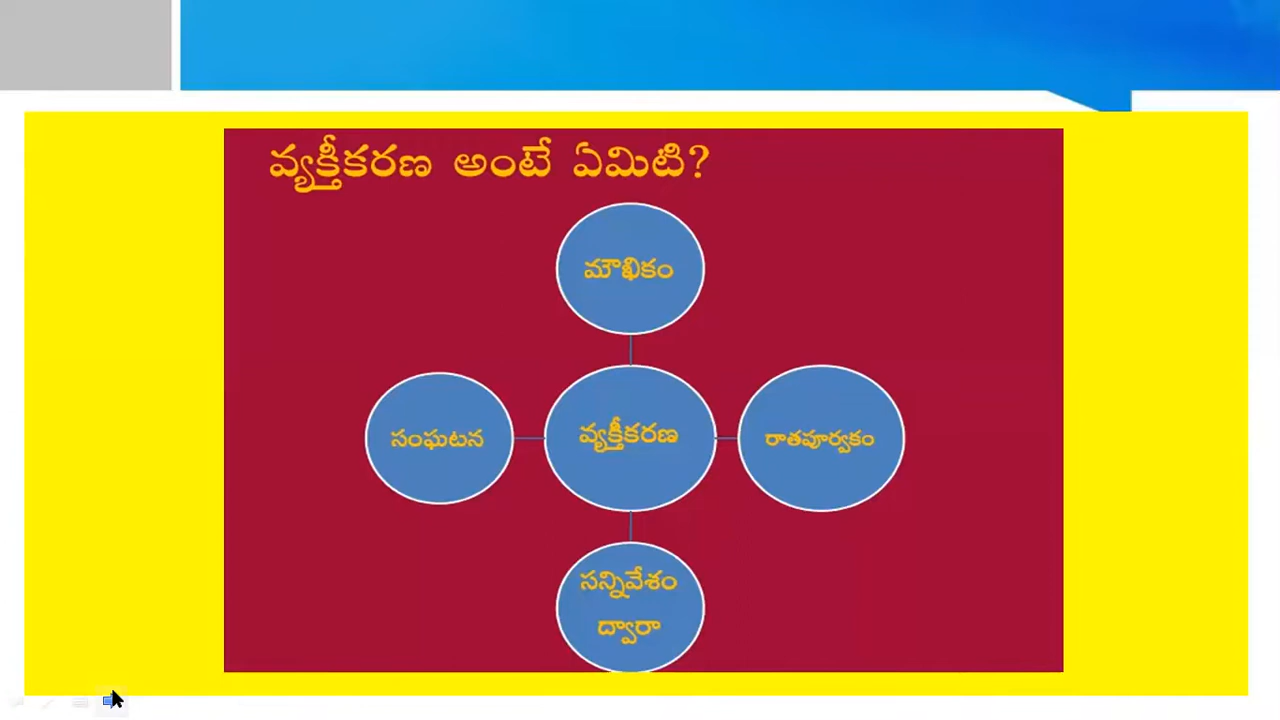 వ్యక్తీకరణ అంటే ఏమిటి?
మౌఖికం
సంఘటన
వ్యక్తీకరణ
రాతపూర్వకం
సన్నివేశం
ద్వారా